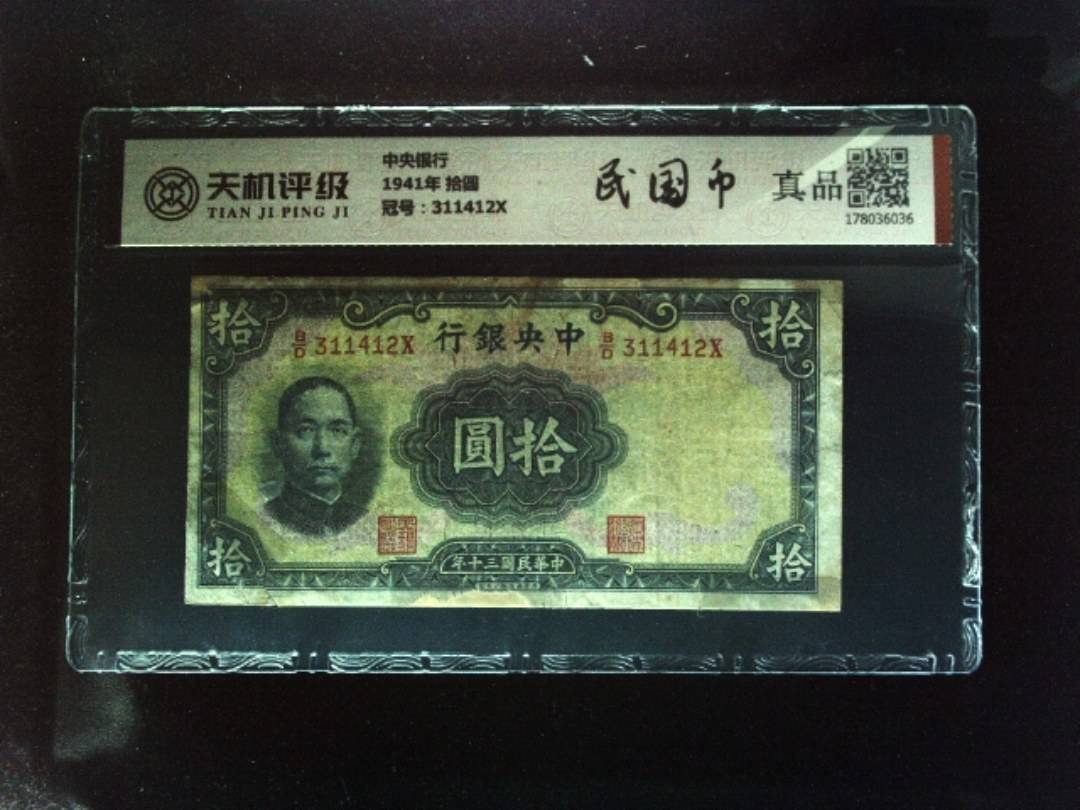 天机评级
TIAN JI PING JI
中央银行
1941年 拾圆
冠号：311412X
民国币
真品
178036036
拾
拾
B/D 311412X
行銀央中
B/D 311412X
圓拾
拾
年十三國民華中
拾